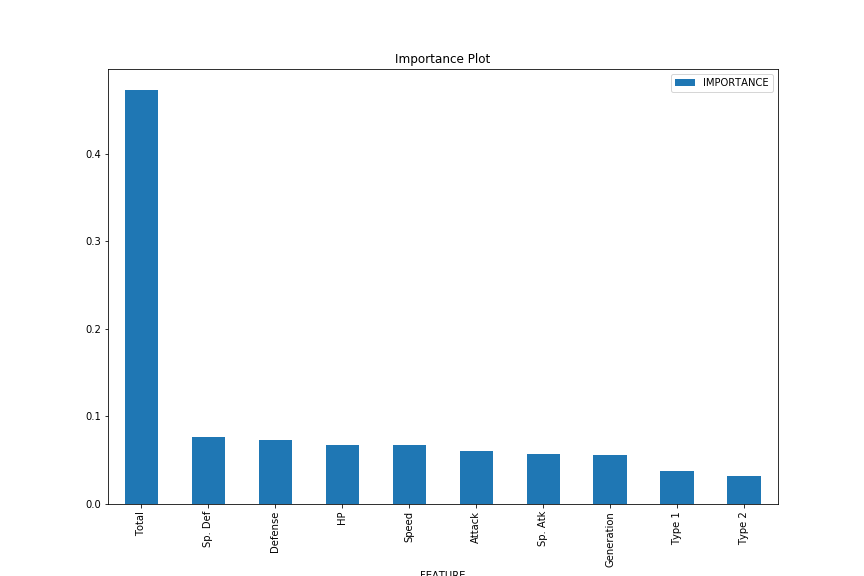 Importance Plot
IMPORTANCE
0.4
0.3
0.2
0.1
0.0
Total
Sp. Def
Defense
HP
Speed
Attack
Sp. Atk
Generation
Type 1
Type 2
FEATURE